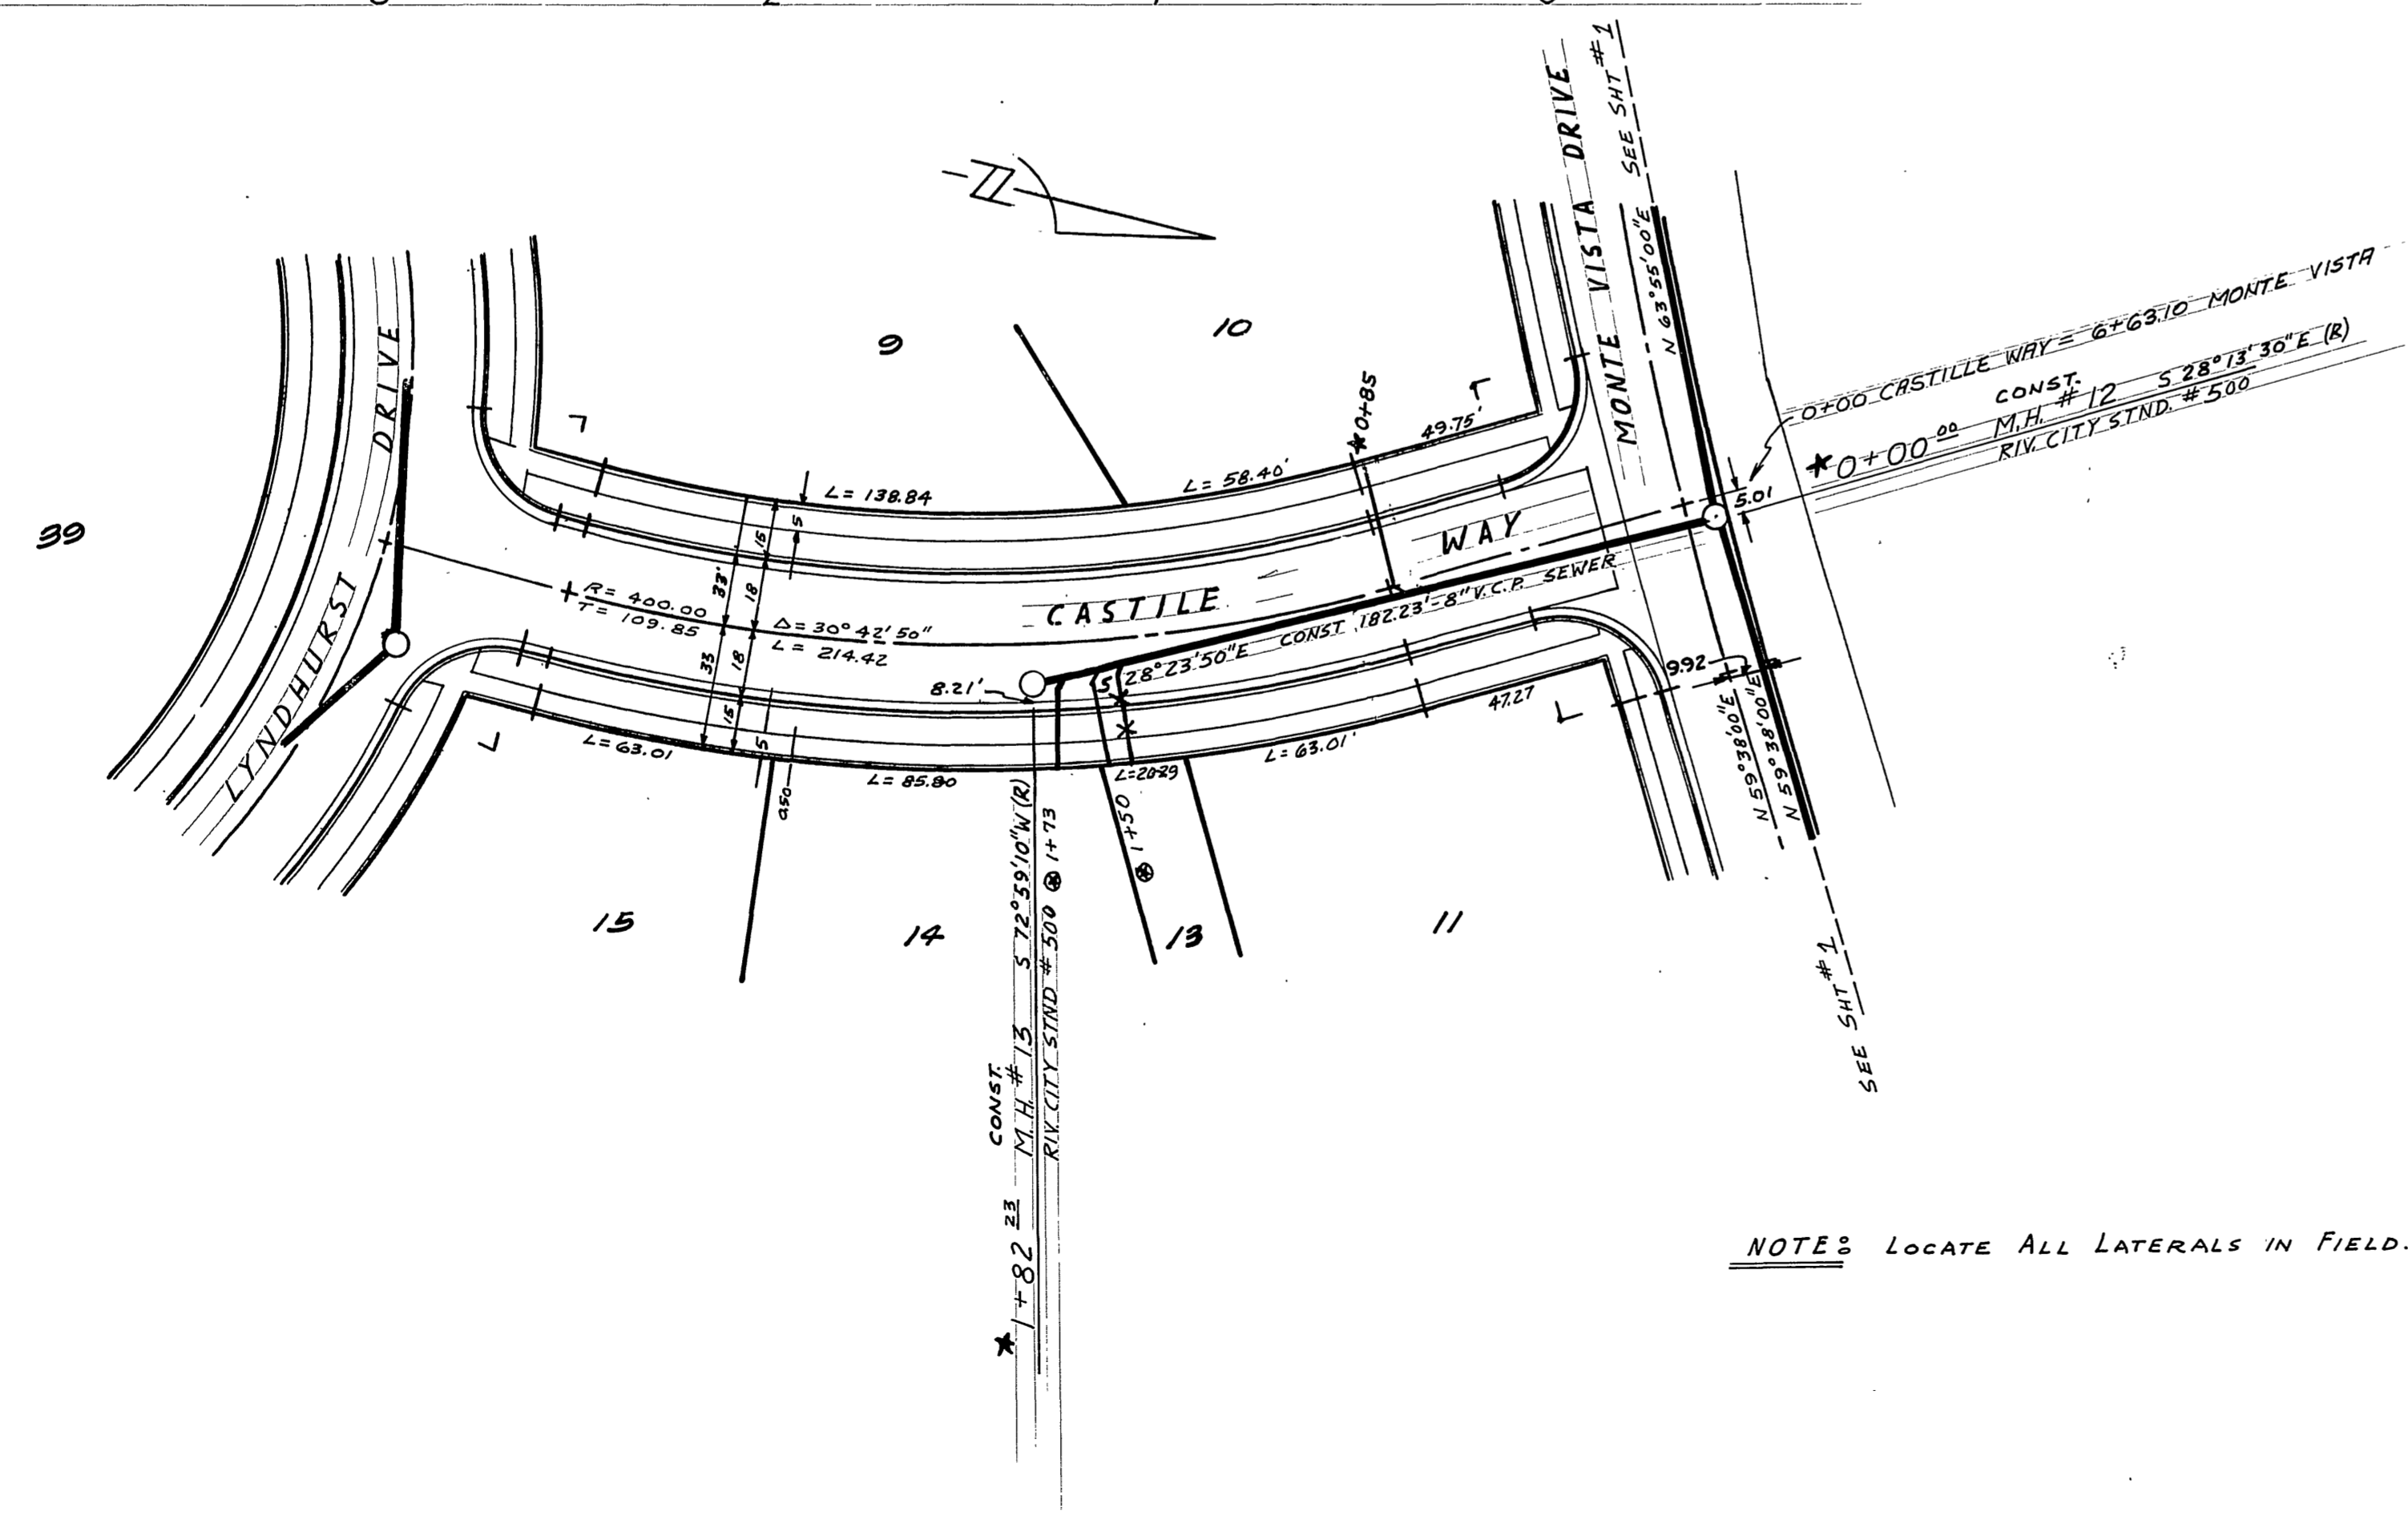 SEE SHT #1
MONTE VISTA DRIVE
N 63°55'00"E
0+00 CASTILLE WAY = 6+63.10 MONTE VISTA
CONST.
★0+00 00 M.H. #12 S 28°13'30"E (R)
RIV. CITY STND. #500
5.01
9
10
★0+85
49.75'
L= 58.40'
L= 138.84
LYNDHURST DRIVE
39
5
15
33'
18
R= 400.00
T= 109.85
Δ= 30°42'50"
L= 214.42
CASTILE WAY
S 28°23'50"E CONST 182.23'-8" V.C.P. SEWER
33
18
15
5
8.21'
9.92
N 59°38'00"E
N 59°38'00"E
47.27
L= 63.01'
L=20.29
L= 85.80
L= 63.01
0.50
⊛ 1+50
15
14
13
11
CONST.
★ 1+82 23 M.H. #13 S 72°59'10"W (R)
RIV. CITY STND #500 ⊛ 1+73
SEE SHT #1
NOTE: LOCATE ALL LATERALS IN FIELD.